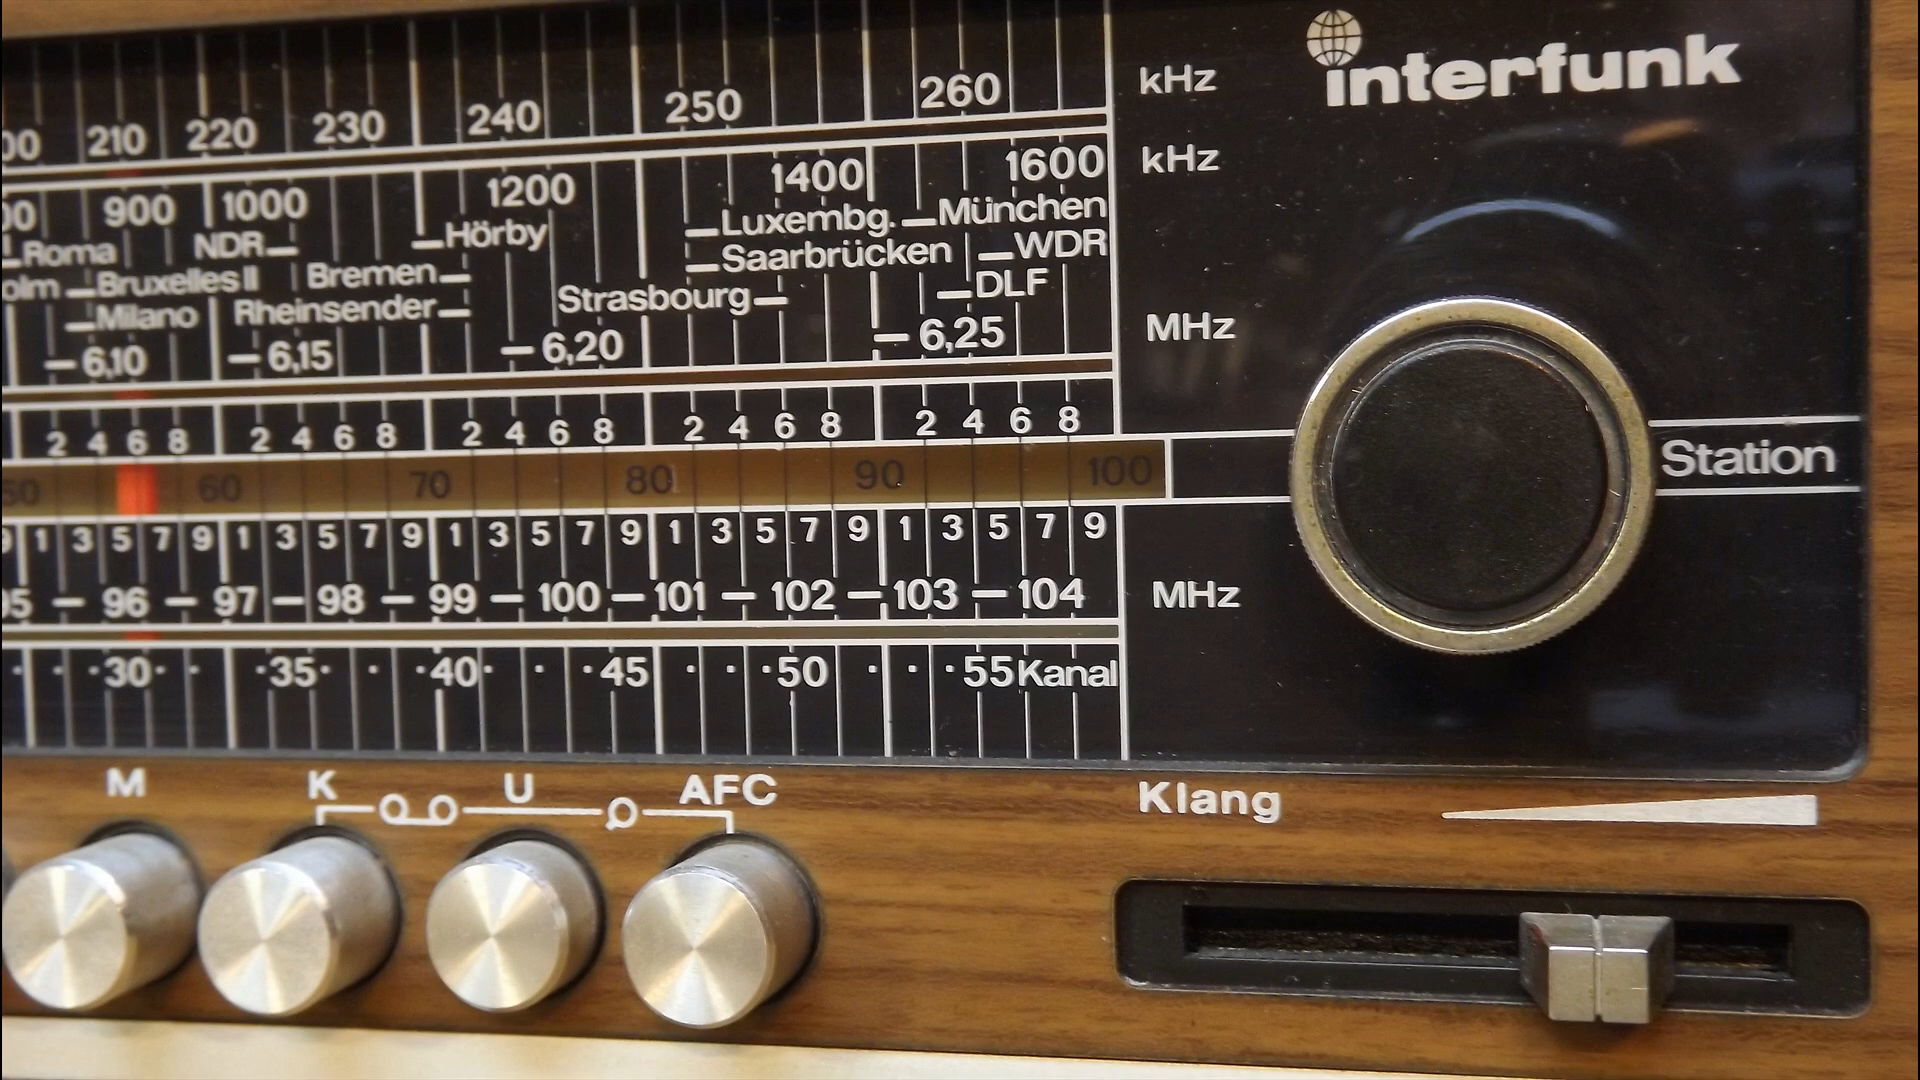 interfunk
210 220 230 240 250 260 kHz
900 1000 1200 1400 1600 kHz
Roma NDR Hörby Luxembg. München
Bruxelles II Bremen Saarbrücken WDR
Milano Rheinsender Strasbourg DLF
6,10 6,15 6,20 6,25 MHz
2 4 6 8 2 4 6 8 2 4 6 8 2 4 6 8 2 4 6 8
60 70 80 90 100 Station
1 3 5 7 9 1 3 5 7 9 1 3 5 7 9 1 3 5 7 9 1 3 5 7 9
96 97 98 99 100 101 102 103 104 MHz
30 35 40 45 50 55 Kanal
M K U AFC Klang